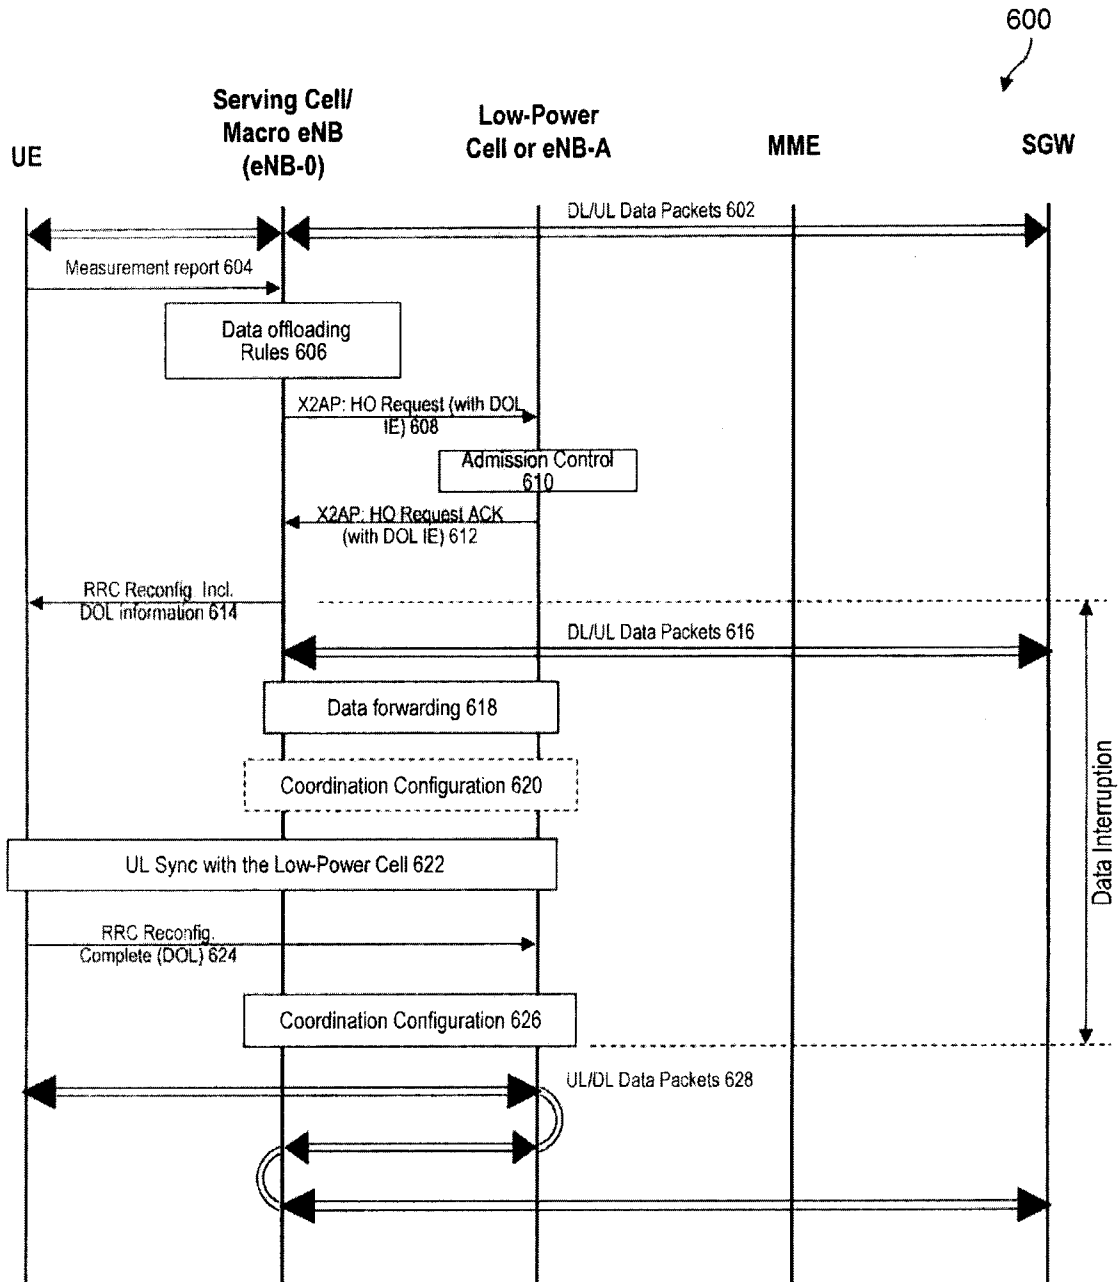 600
Serving Cell/
Macro eNB
(eNB-0)
Low-Power
Cell or eNB-A
UE
MME
SGW
DL/UL Data Packets 602
Measurement report 604
Data offloading
Rules 606
X2AP: HO Request (with DOL
IE) 608
Admission Control
610
X2AP: HO Request ACK
(with DOL IE) 612
RRC Reconfig. Incl.
DOL information 614
DL/UL Data Packets 616
Data forwarding 618
Coordination Configuration 620
UL Sync with the Low-Power Cell 622
RRC Reconfig.
Complete (DOL) 624
Coordination Configuration 626
Data Interruption
UL/DL Data Packets 628